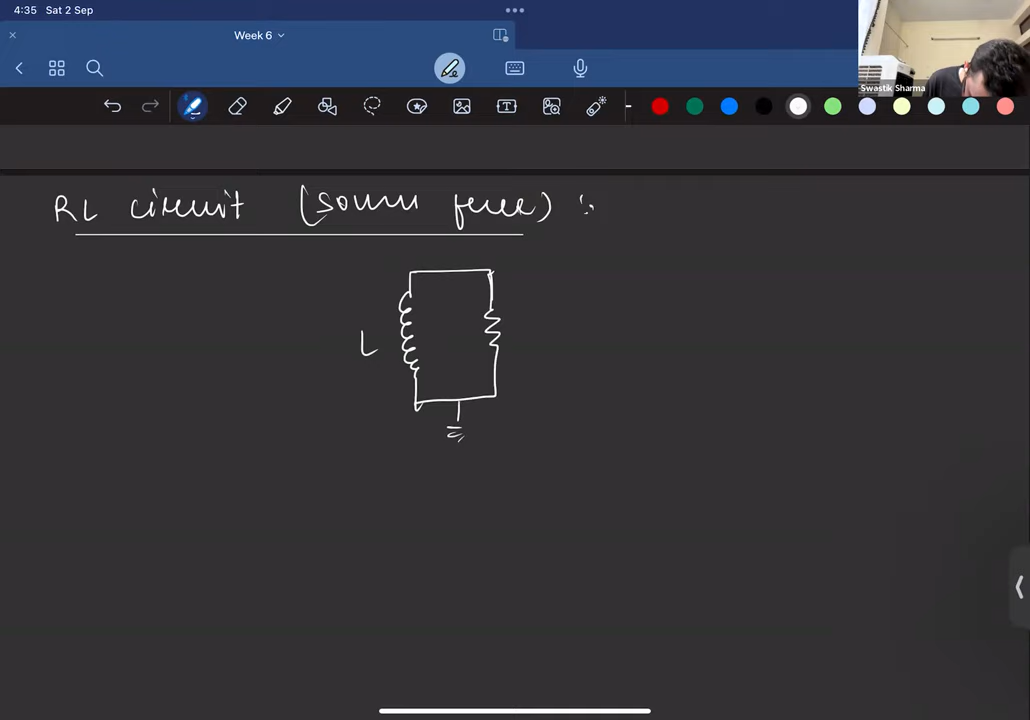 4:35 Sat 2 Sep
Week 6
Swastik Sharma
RL circuit (source free) :
L